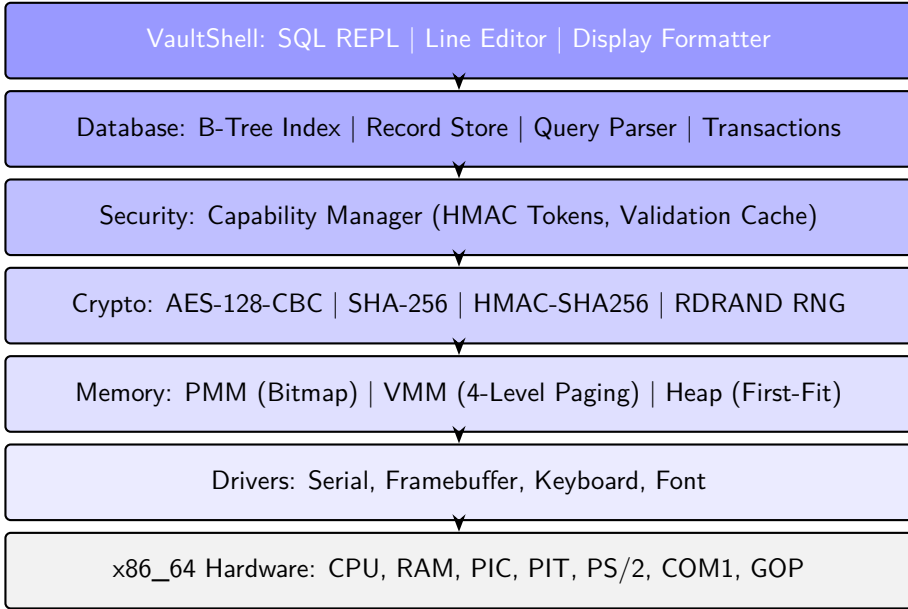 VaultShell: SQL REPL | Line Editor | Display Formatter
Database: B-Tree Index | Record Store | Query Parser | Transactions
Security: Capability Manager (HMAC Tokens, Validation Cache)
Crypto: AES-128-CBC | SHA-256 | HMAC-SHA256 | RDRAND RNG
Memory: PMM (Bitmap) | VMM (4-Level Paging) | Heap (First-Fit)
Drivers: Serial, Framebuffer, Keyboard, Font
x86_64 Hardware: CPU, RAM, PIC, PIT, PS/2, COM1, GOP